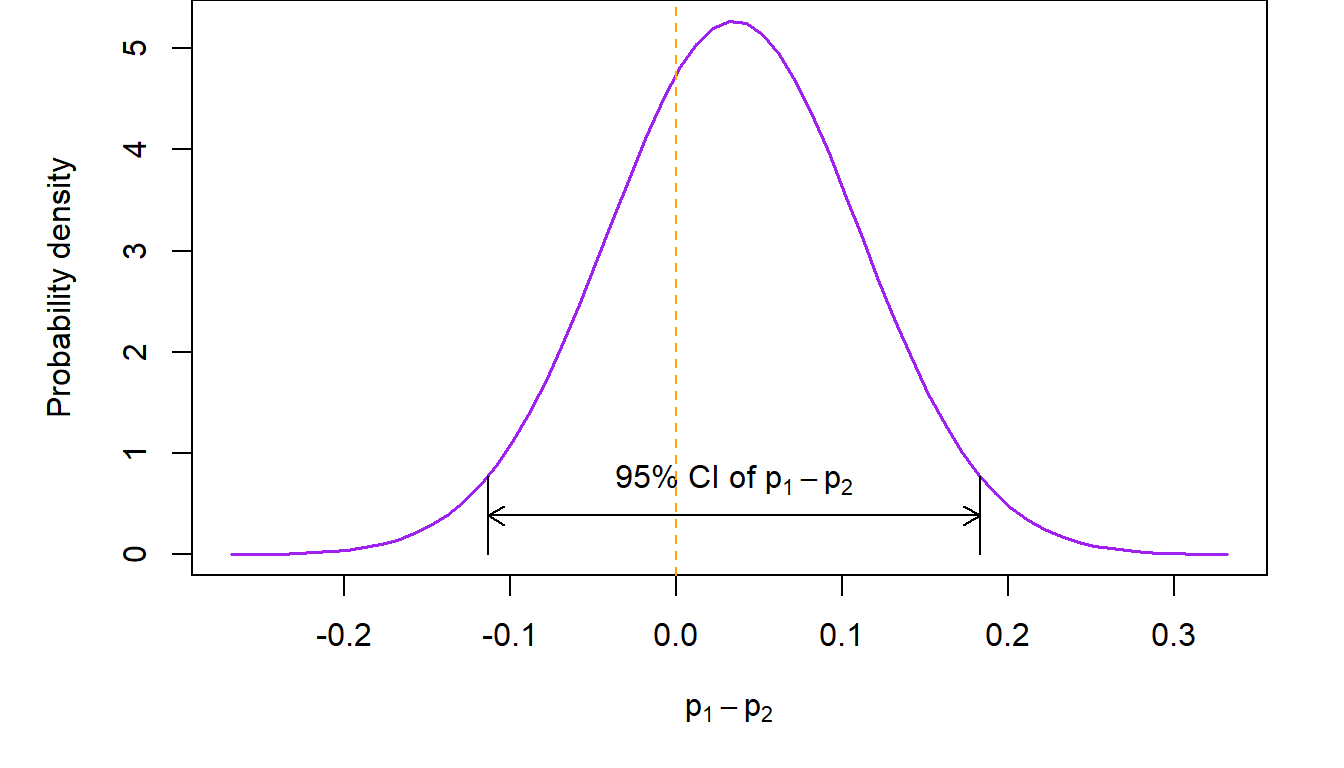 Probability density
5
4
3
2
1
0
95% CI of p₁ – p₂
-0.2 -0.1 0.0 0.1 0.2 0.3
p₁ – p₂